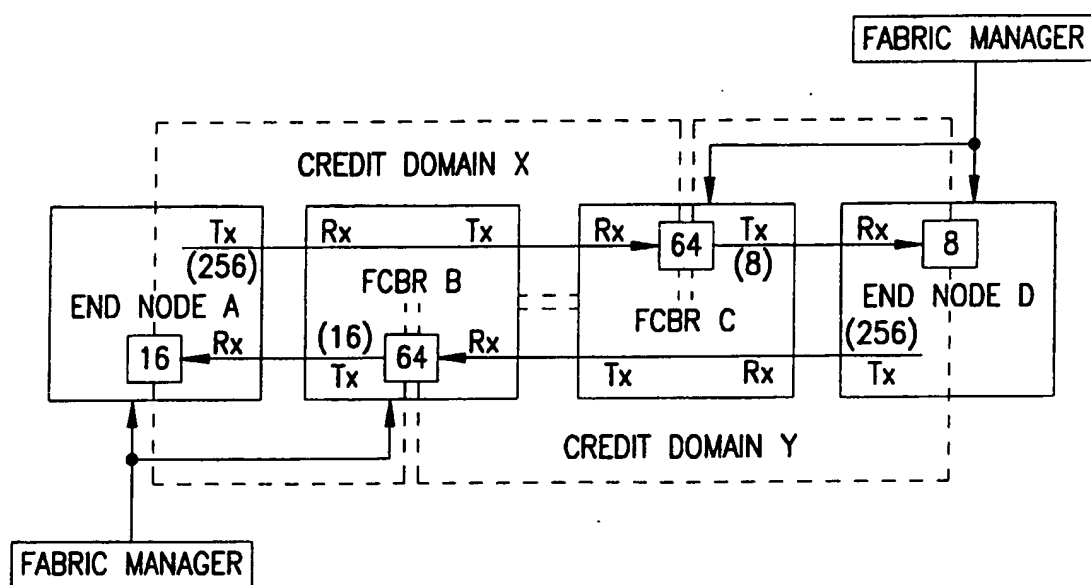 FABRIC MANAGER
CREDIT DOMAIN X
Tx Rx Tx Rx 64 Tx Rx 8
(256) (8)
FCBR B
END NODE A FCBR C END NODE D
16 Rx (16) 64 Rx (256)
Tx Tx Rx Tx
CREDIT DOMAIN Y
FABRIC MANAGER